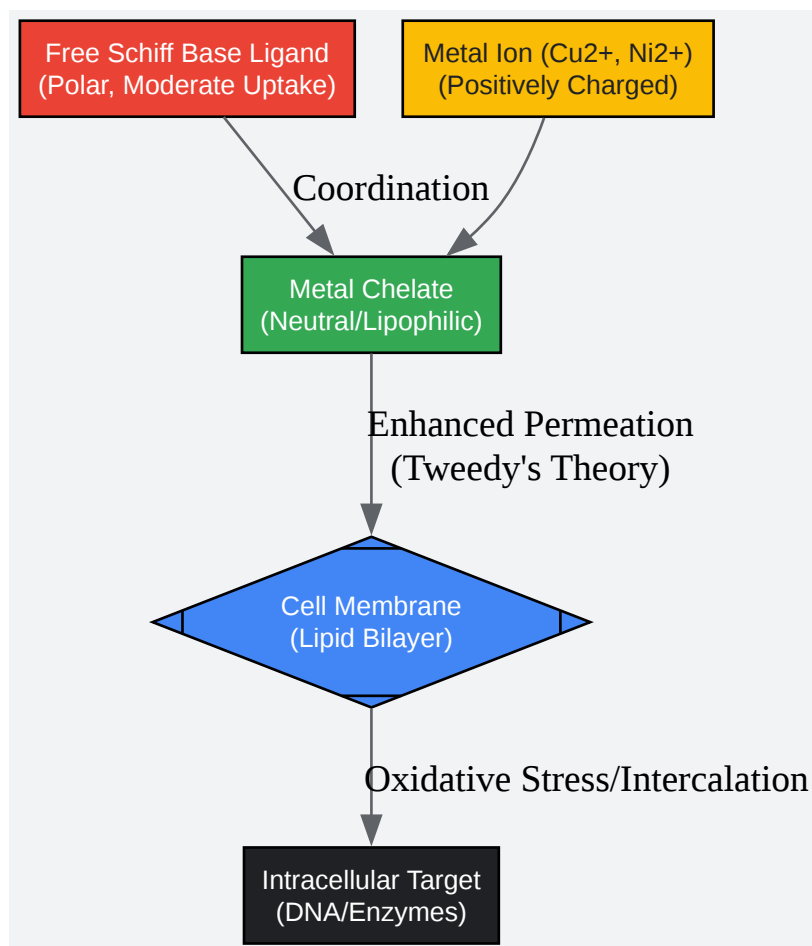 Free Schiff Base Ligand
(Polar, Moderate Uptake)
Metal Ion (Cu2+, Ni2+)
(Positively Charged)
Coordination
Metal Chelate
(Neutral/Lipophilic)
Enhanced Permeation
(Tweedy's Theory)
Cell Membrane
(Lipid Bilayer)
Oxidative Stress/Intercalation
Intracellular Target
(DNA/Enzymes)